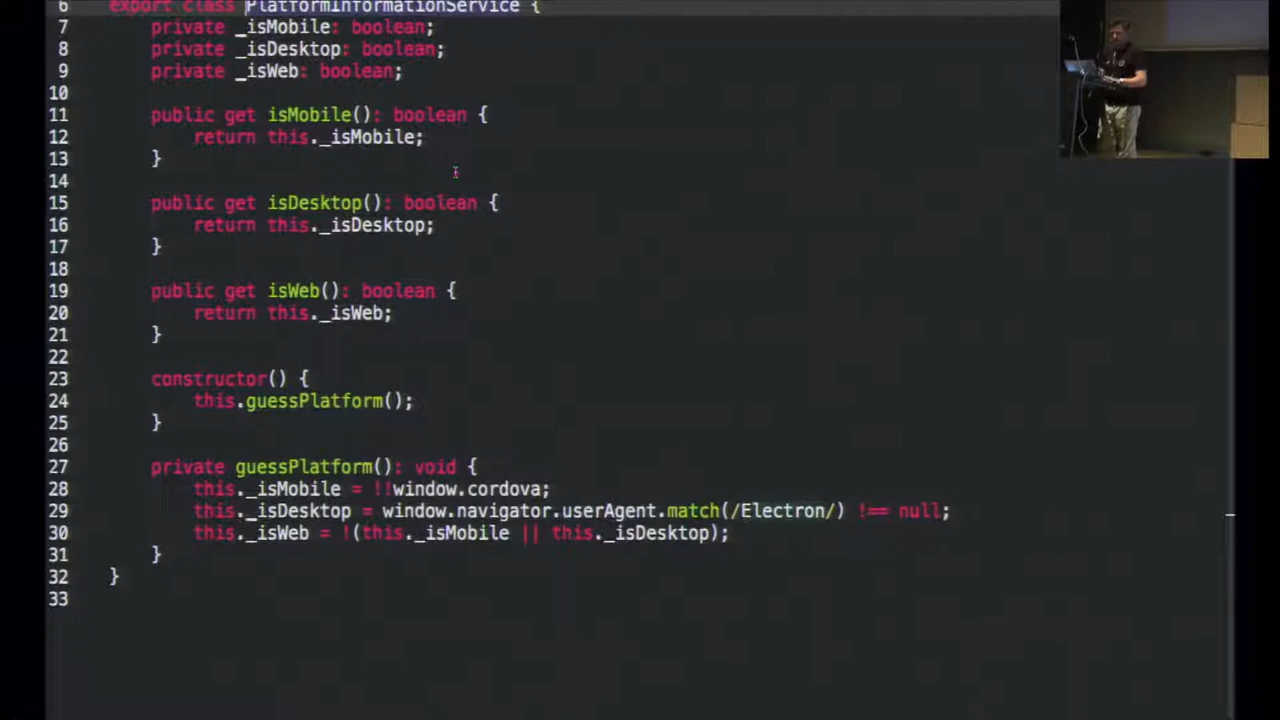 6 export class PlatformInformationService {
7 private _isMobile: boolean;
8 private _isDesktop: boolean;
9 private _isWeb: boolean;
10
11 public get isMobile(): boolean {
12 return this._isMobile;
13 }
14
15 public get isDesktop(): boolean {
16 return this._isDesktop;
17 }
18
19 public get isWeb(): boolean {
20 return this._isWeb;
21 }
22
23 constructor() {
24 this.guessPlatform();
25 }
26
27 private guessPlatform(): void {
28 this._isMobile = !!window.cordova;
29 this._isDesktop = window.navigator.userAgent.match(/Electron/) !== null;
30 this._isWeb = !(this._isMobile || this._isDesktop);
31 }
32 }
33